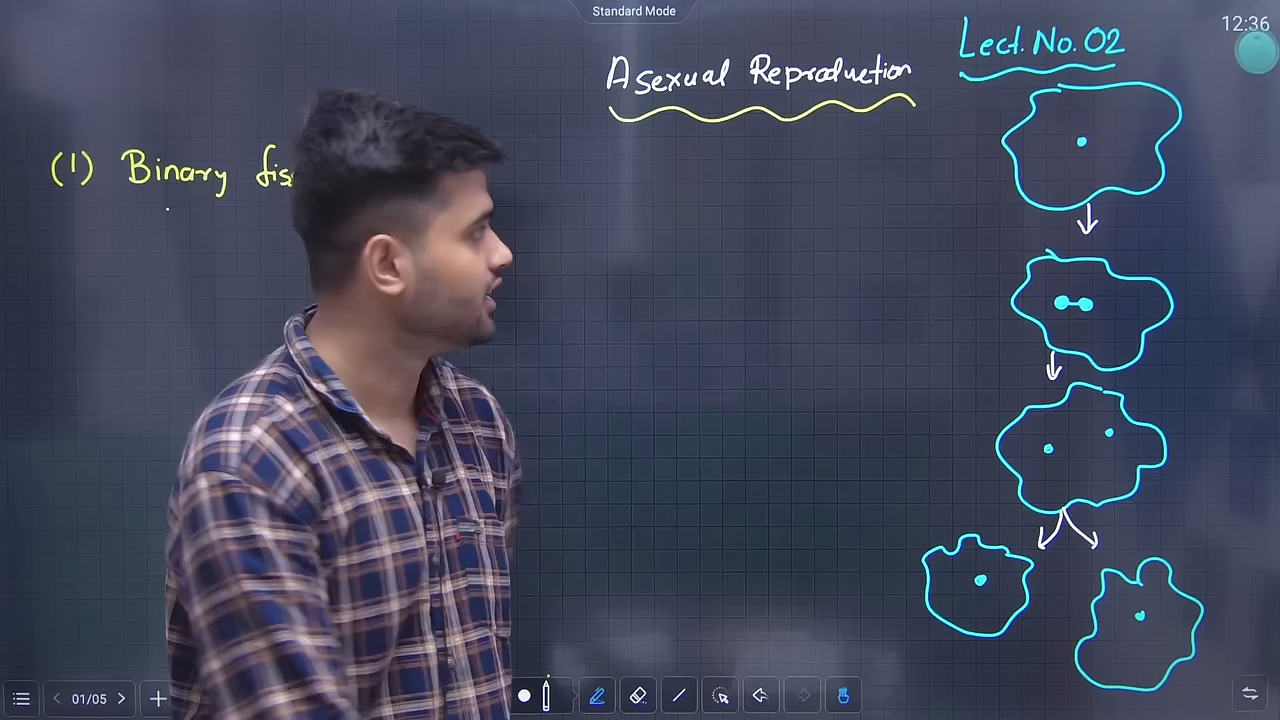 Standard Mode
12:36
Lect. No. 02
Asexual Reproduction
(1) Binary
01/05